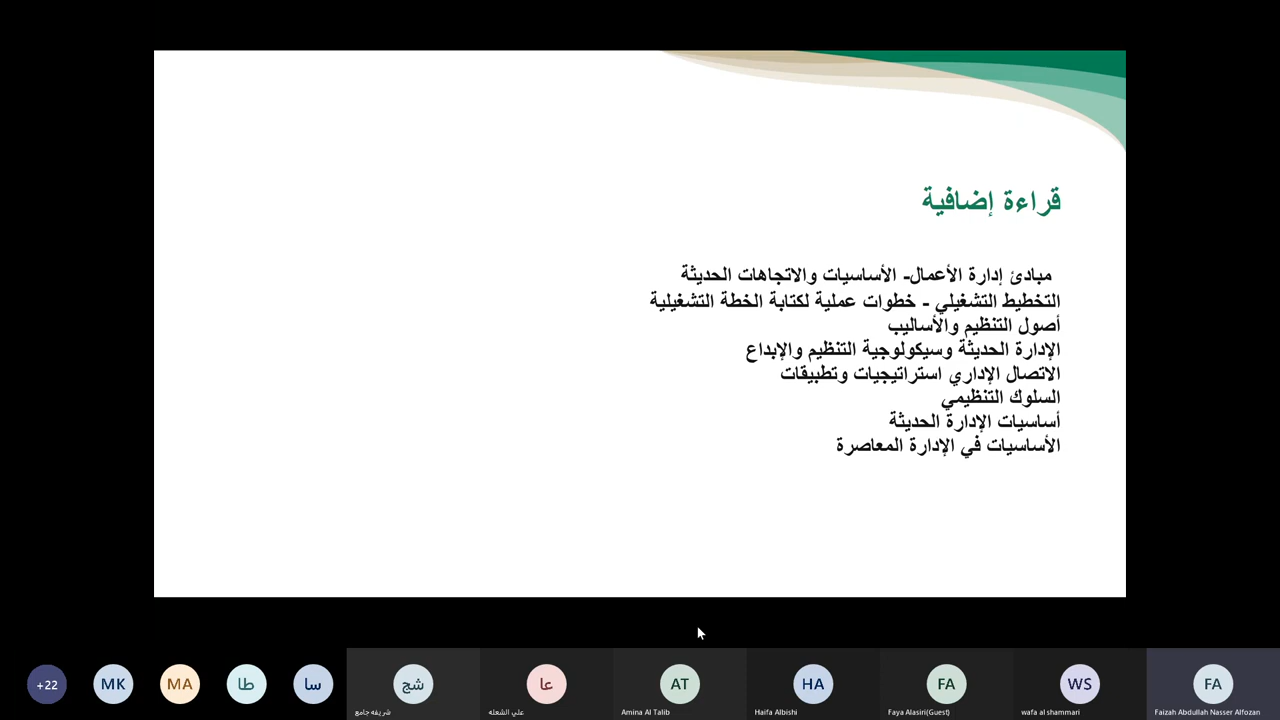 قراءة إضافية
مبادئ إدارة الأعمال- الأساسيات والاتجاهات الحديثة
التخطيط التشغيلي - خطوات عملية لكتابة الخطة التشغيلية
أصول التنظيم والأساليب
الإدارة الحديثة وسيكولوجية التنظيم والإبداع
الاتصال الإداري استراتيجيات وتطبيقات
السلوك التنظيمي
أساسيات الإدارة الحديثة
الأساسيات في الإدارة المعاصرة
+22
MK
MA
طا
سا
شج
عا
AT
HA
FA
WS
FA
شريفه جامع
علي الشعله
Amina Al Talib
Haifa Albishi
Faya Alasiri(Guest)
wafa al shammari
Faizah Abdullah Nasser Alfozan